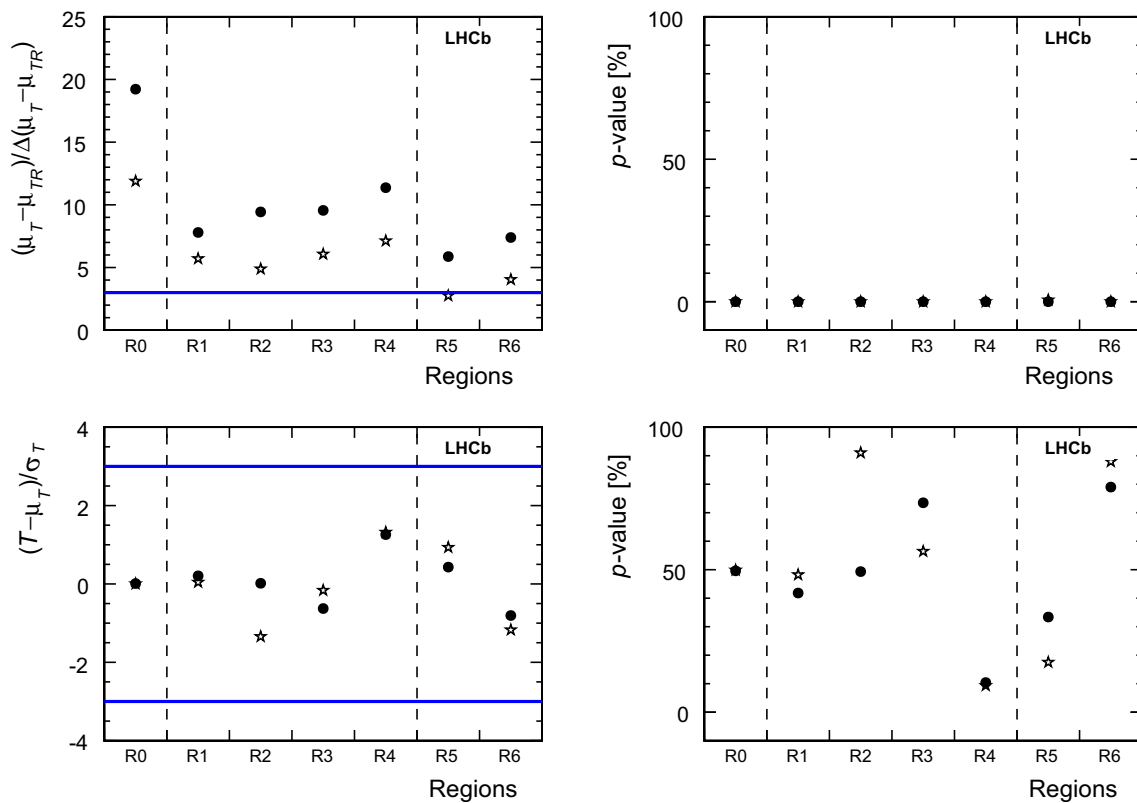 (μT−μTR)/Δ(μT−μTR)
25
20
15
10
5
0
LHCb
R0 R1 R2 R3 R4 R5 R6
Regions
p-value [%]
100
50
0
LHCb
R0 R1 R2 R3 R4 R5 R6
Regions
(T−μT)/σT
4
2
0
-2
-4
LHCb
R0 R1 R2 R3 R4 R5 R6
Regions
p-value [%]
100
50
0
LHCb
R0 R1 R2 R3 R4 R5 R6
Regions